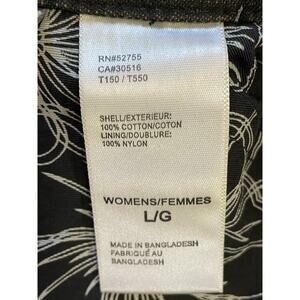 RN#52755
CA#30516
T150 / T550
SHELL/EXTERIEUR:
100% COTTON/COTON
LINING/DOUBLURE:
100% NYLON
WOMENS/FEMMES
L/G
MADE IN BANGLADESH
FABRIQUÉ AU
BANGLADESH